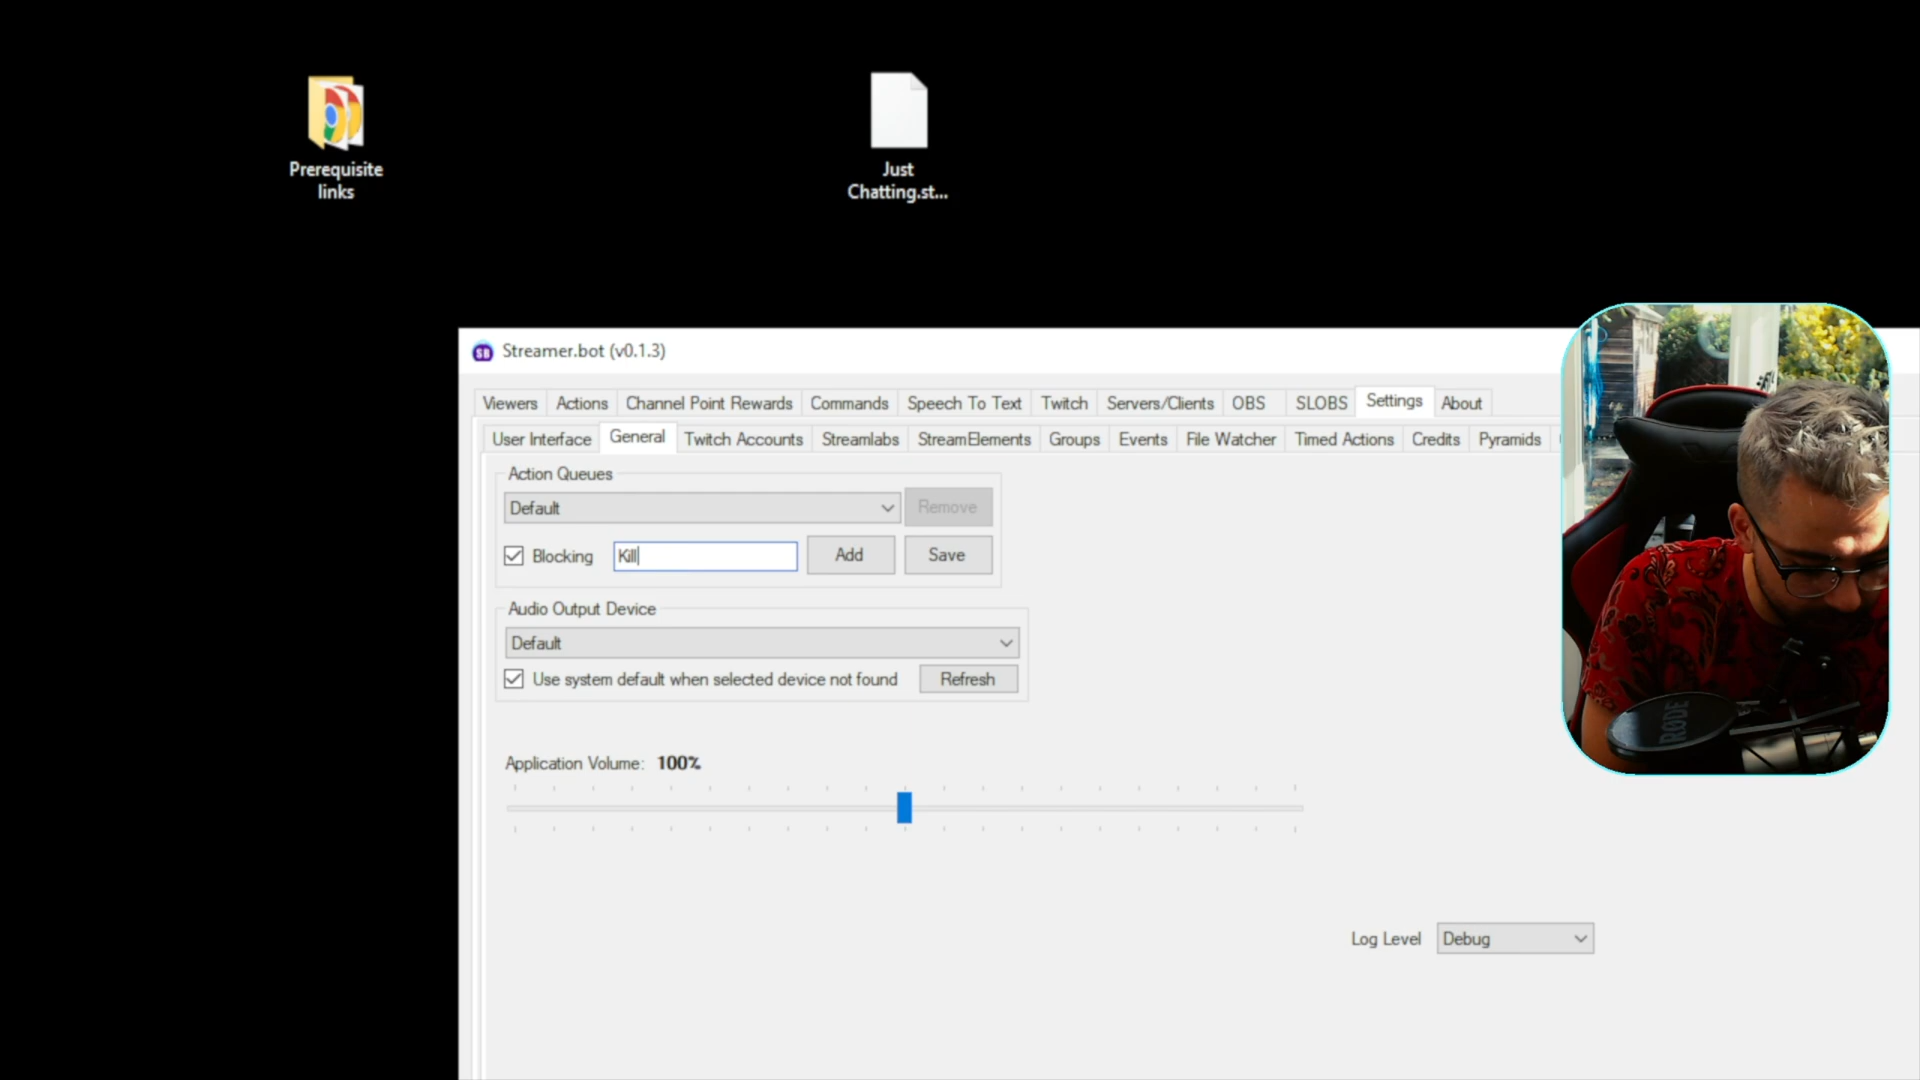 Prerequisite
links
Just
Chatting.st...
SB Streamer.bot (v0.1.3)
Viewers Actions Channel Point Rewards Commands Speech To Text Twitch Servers/Clients OBS SLOBS Settings About
User Interface General Twitch Accounts Streamlabs StreamElements Groups Events File Watcher Timed Actions Credits Pyramids
Action Queues
Default Remove
Blocking Kill Add Save
Audio Output Device
Default
Use system default when selected device not found Refresh
Application Volume: 100%
Log Level Debug
RØDE